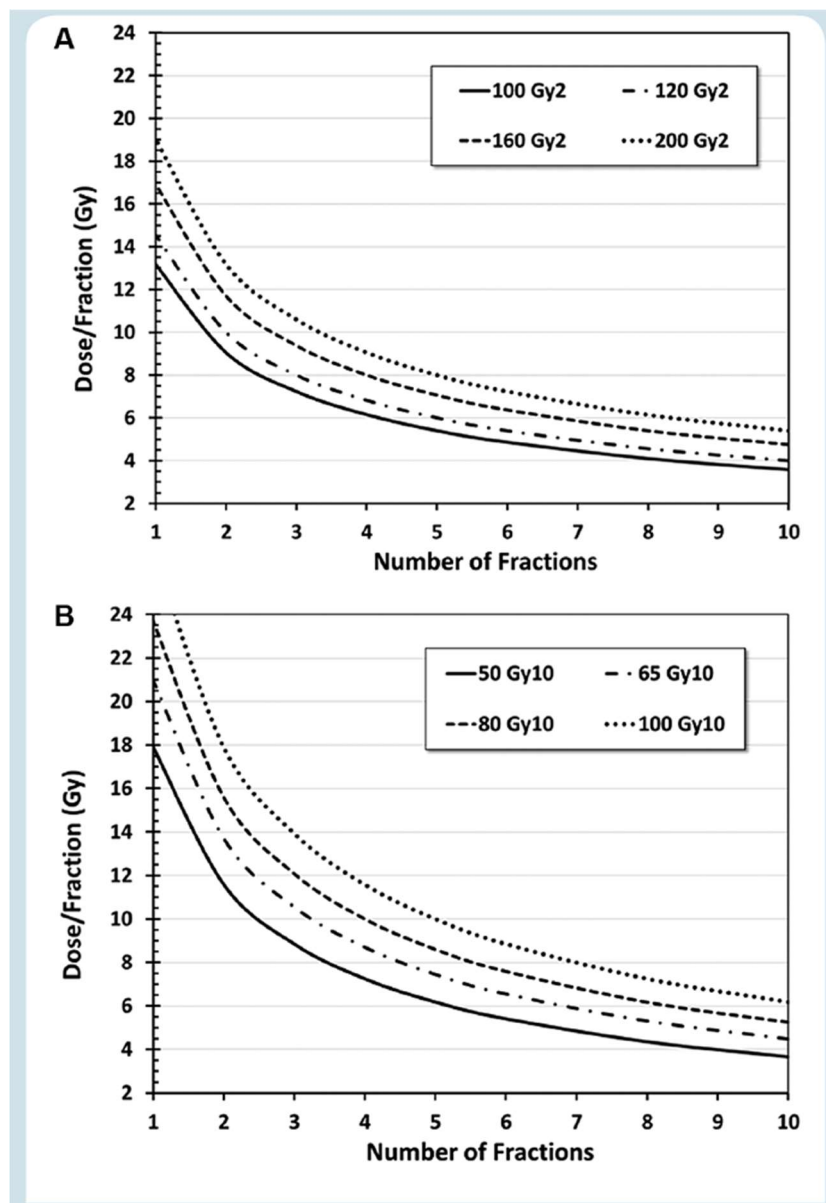 A
24
22
20
18
16
14
12
10
8
6
4
2
Dose/Fraction (Gy)
100 Gy2 120 Gy2
160 Gy2 200 Gy2
1 2 3 4 5 6 7 8 9 10
Number of Fractions
B
24
22
20
18
16
14
12
10
8
6
4
2
Dose/Fraction (Gy)
50 Gy10 65 Gy10
80 Gy10 100 Gy10
1 2 3 4 5 6 7 8 9 10
Number of Fractions